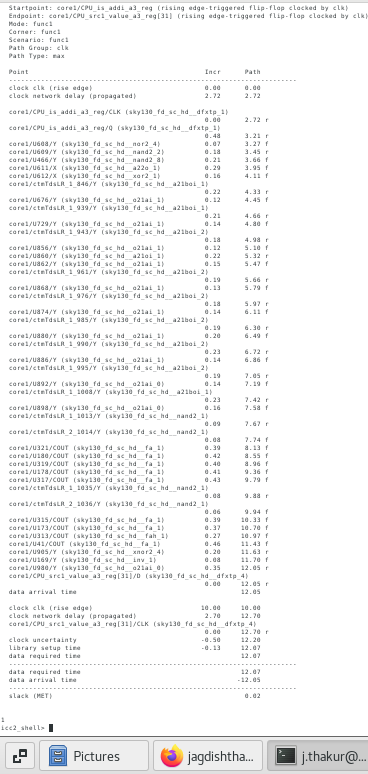 Startpoint: core1/CPU_is_addi_a3_reg (rising edge-triggered flip-flop clocked by clk)
Endpoint: CPU_src1_value_a3_reg[31] (rising edge-triggered flip-flop clocked by clk)
Mode: func1
Corner: func1
Scenario: func1
Path Group: clk
Path Type: max
Point Incr Path
clock clk (rise edge) 0.00 0.00
clock network delay (propagated) 2.72 2.72
core1/CPU_is_addi_a3_reg/CLK (sky130_fd_sc_hd__dfxtp_1)
0.00 2.72 r
core1/CPU_is_addi_a3_reg/Q (sky130_fd_sc_hd__dfxtp_1)
0.48 3.21 r
core1/U608/Y (sky130_fd_sc_hd__nor2_4) 0.07 3.27 f
core1/U609/Y (sky130_fd_sc_hd__nand2_2) 0.18 3.45 r
core1/U466/Y (sky130_fd_sc_hd__nand2_8) 0.21 3.66 f
core1/U611/X (sky130_fd_sc_hd__a22o_1) 0.29 3.95 f
core1/U612/X (sky130_fd_sc_hd__xor2_1) 0.16 4.11 f
core1/ctmTdsLR_1_846/Y (sky130_fd_sc_hd__a21boi_1)
0.22 4.33 r
core1/U676/Y (sky130_fd_sc_hd__o21ai_1) 0.12 4.45 f
core1/ctmTdsLR_1_939/Y (sky130_fd_sc_hd__a21boi_1)
0.21 4.66 r
core1/U729/Y (sky130_fd_sc_hd__o21ai_1) 0.14 4.80 f
core1/ctmTdsLR_1_943/Y (sky130_fd_sc_hd__a21boi_2)
0.18 4.98 r
core1/U856/Y (sky130_fd_sc_hd__o21ai_1) 0.12 5.10 f
core1/U860/Y (sky130_fd_sc_hd__a21oi_1) 0.22 5.32 r
core1/U862/Y (sky130_fd_sc_hd__o21ai_1) 0.15 5.47 f
core1/ctmTdsLR_1_961/Y (sky130_fd_sc_hd__a21boi_2)
0.19 5.66 r
core1/U868/Y (sky130_fd_sc_hd__o21ai_1) 0.13 5.79 f
core1/ctmTdsLR_1_976/Y (sky130_fd_sc_hd__a21boi_2)
0.18 5.97 r
core1/U874/Y (sky130_fd_sc_hd__o21ai_1) 0.14 6.11 f
core1/ctmTdsLR_1_985/Y (sky130_fd_sc_hd__a21boi_2)
0.19 6.30 r
core1/U880/Y (sky130_fd_sc_hd__o21ai_1) 0.20 6.49 f
core1/ctmTdsLR_1_990/Y (sky130_fd_sc_hd__a21boi_2)
0.23 6.72 r
core1/U886/Y (sky130_fd_sc_hd__o21ai_1) 0.14 6.86 f
core1/ctmTdsLR_1_995/Y (sky130_fd_sc_hd__a21boi_2)
0.19 7.05 r
core1/U892/Y (sky130_fd_sc_hd__o21ai_0) 0.14 7.19 f
core1/ctmTdsLR_1_1008/Y (sky130_fd_sc_hd__a21boi_1)
0.23 7.42 r
core1/U898/Y (sky130_fd_sc_hd__o21ai_0) 0.16 7.58 f
core1/ctmTdsLR_1_1013/Y (sky130_fd_sc_hd__nand2_1)
0.09 7.67 r
core1/ctmTdsLR_2_1014/Y (sky130_fd_sc_hd__nand2_1)
0.08 7.74 f
core1/U321/COUT (sky130_fd_sc_hd__fa_1) 0.39 8.13 f
core1/U180/COUT (sky130_fd_sc_hd__fa_1) 0.42 8.55 f
core1/U319/COUT (sky130_fd_sc_hd__fa_1) 0.40 8.96 f
core1/U178/COUT (sky130_fd_sc_hd__fa_1) 0.41 9.36 f
core1/U317/COUT (sky130_fd_sc_hd__fa_1) 0.43 9.79 f
core1/ctmTdsLR_1_1035/Y (sky130_fd_sc_hd__nand2_1)
0.08 9.88 r
core1/ctmTdsLR_2_1036/Y (sky130_fd_sc_hd__nand2_1)
0.06 9.94 f
core1/U315/COUT (sky130_fd_sc_hd__fa_1) 0.39 10.33 f
core1/U173/COUT (sky130_fd_sc_hd__fa_1) 0.37 10.70 f
core1/U313/COUT (sky130_fd_sc_hd__fah_1) 0.27 10.97 f
core1/U41/COUT (sky130_fd_sc_hd__fa_1) 0.46 11.43 f
core1/U905/Y (sky130_fd_sc_hd__xnor2_4) 0.20 11.63 r
core1/U169/Y (sky130_fd_sc_hd__inv_1) 0.08 11.70 f
core1/U980/Y (sky130_fd_sc_hd__o21ai_0) 0.35 12.05 r
core1/CPU_src1_value_a3_reg[31]/D (sky130_fd_sc_hd__dfxtp_4)
0.00 12.05 r
data arrival time 12.05
clock clk (rise edge) 10.00 10.00
clock network delay (propagated) 2.70 12.70
core1/CPU_src1_value_a3_reg[31]/CLK (sky130_fd_sc_hd__dfxtp_4)
0.00 12.70 r
clock uncertainty -0.50 12.20
library setup time -0.13 12.07
data required time 12.07
data required time 12.07
data arrival time -12.05
slack (MET) 0.02
1
icc2_shell>
Pictures jagdishtha... j.thakur@...